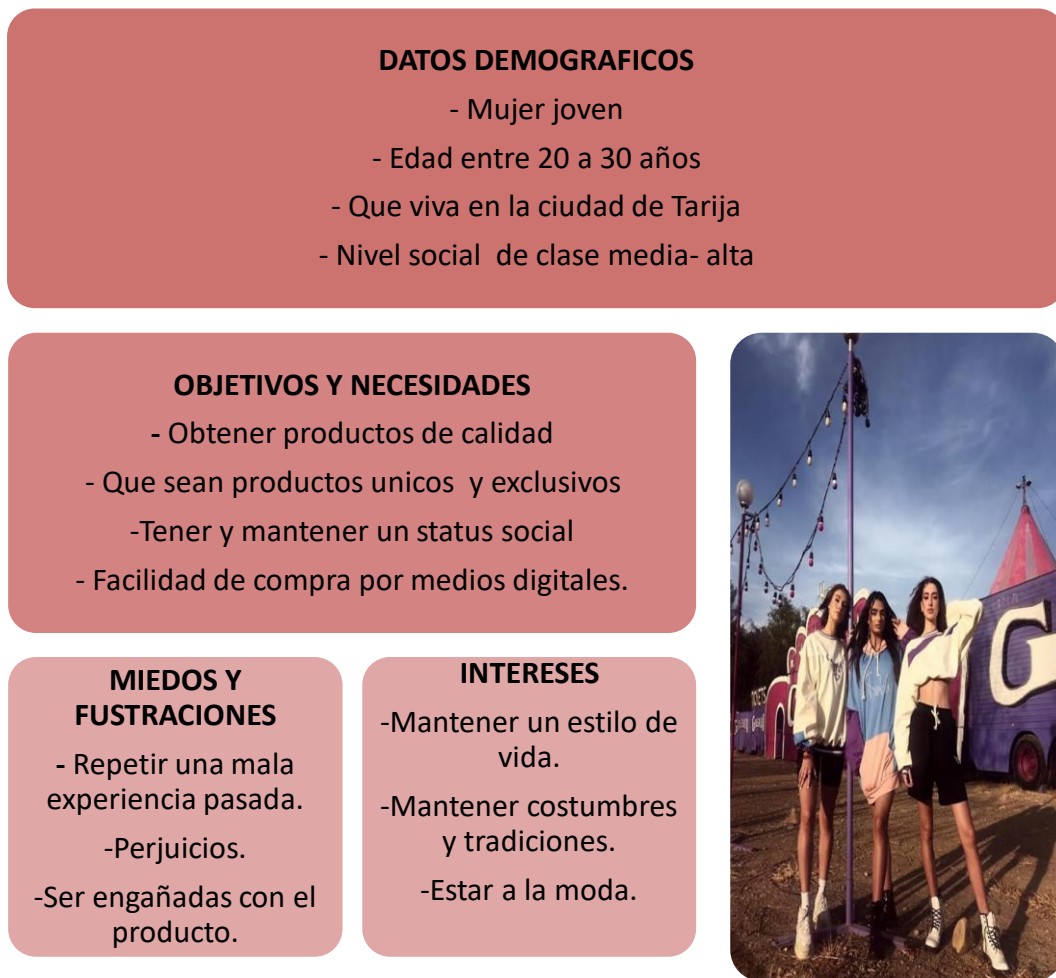 DATOS DEMOGRAFICOS
- Mujer joven
- Edad entre 20 a 30 años
- Que viva en la ciudad de Tarija
- Nivel social de clase media- alta
OBJETIVOS Y NECESIDADES
- Obtener productos de calidad
- Que sean productos unicos y exclusivos
-Tener y mantener un status social
- Facilidad de compra por medios digitales.
MIEDOS Y
FUSTRACIONES
- Repetir una mala
experiencia pasada.
-Perjuicios.
-Ser engañadas con el
producto.
INTERESES
-Mantener un estilo de
vida.
-Mantener costumbres
y tradiciones.
-Estar a la moda.
G